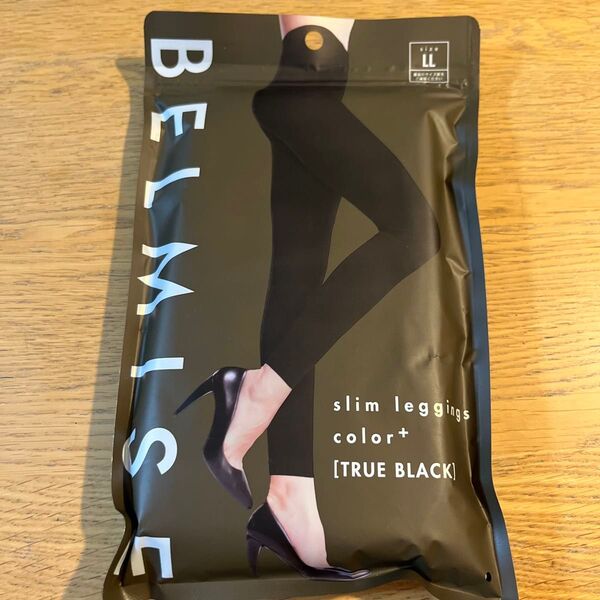 BELMISE
size
LL
slim leggings
color+
[TRUE BLACK]